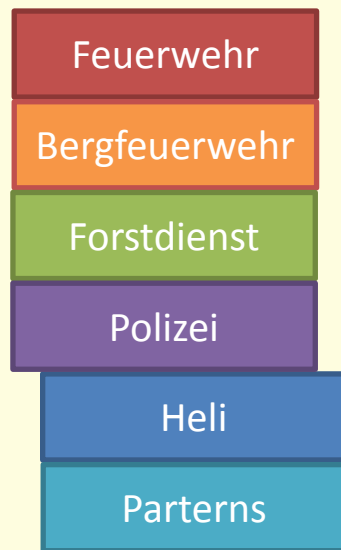 Feuerwehr
Bergfeuerwehr
Forstdienst
Polizei
Heli
Parterns